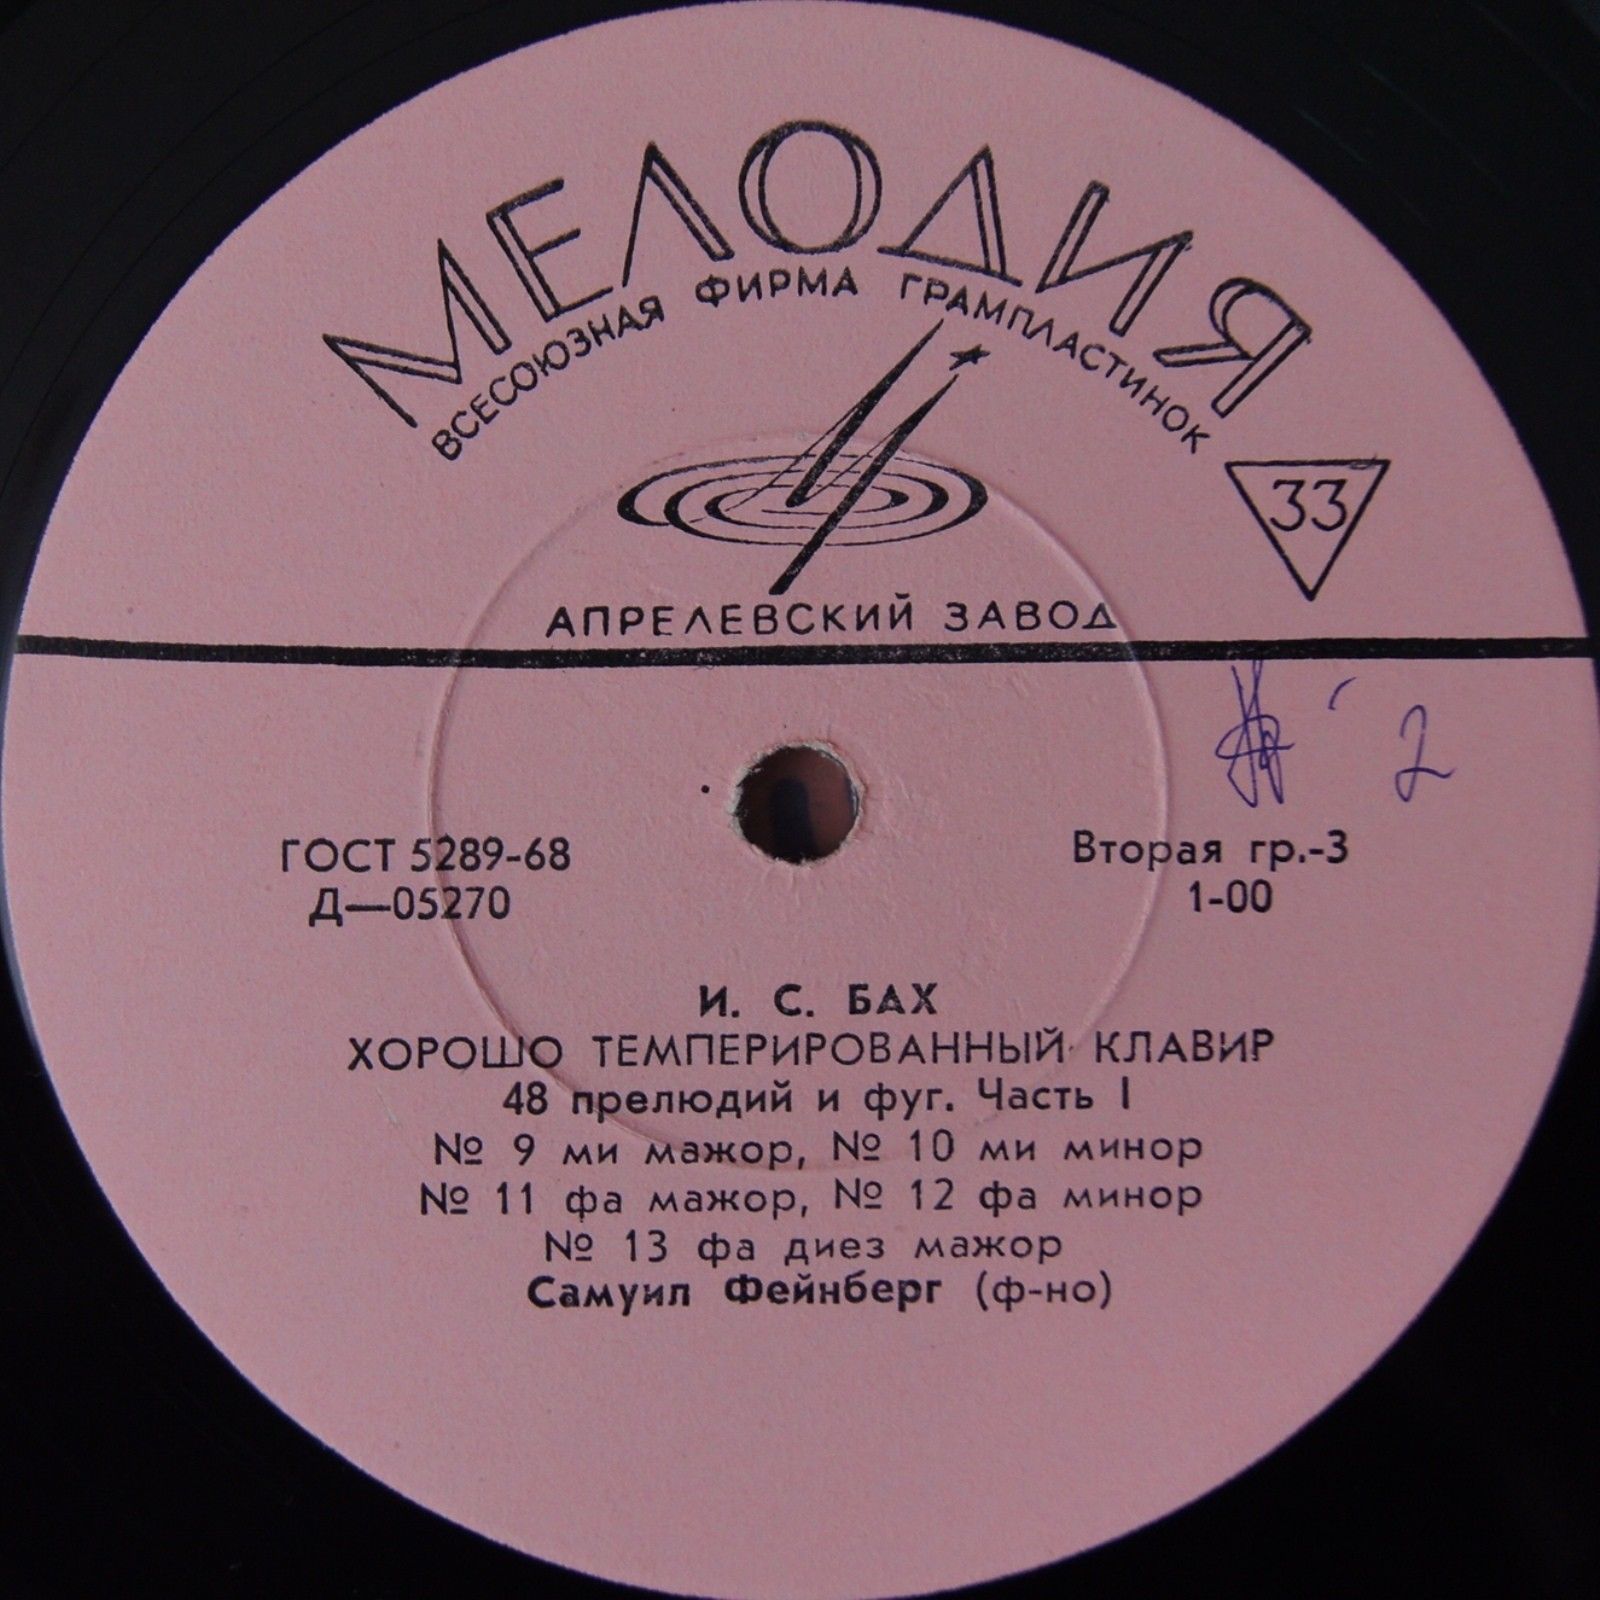 МЕЛОДИЯ
ВСЕСОЮЗНАЯ ФИРМА ГРАМПЛАСТИНОК
33
АПРЕЛЕВСКИЙ ЗАВОД
2
ГОСТ 5289-68
Д—05270
Вторая гр.-3
1-00
И. С. БАХ
ХОРОШО ТЕМПЕРИРОВАННЫЙ КЛАВИР
48 прелюдий и фуг. Часть I
№ 9 ми мажор, № 10 ми минор
№ 11 фа мажор, № 12 фа минор
№ 13 фа диез мажор
Самуил Фейнберг (ф-но)